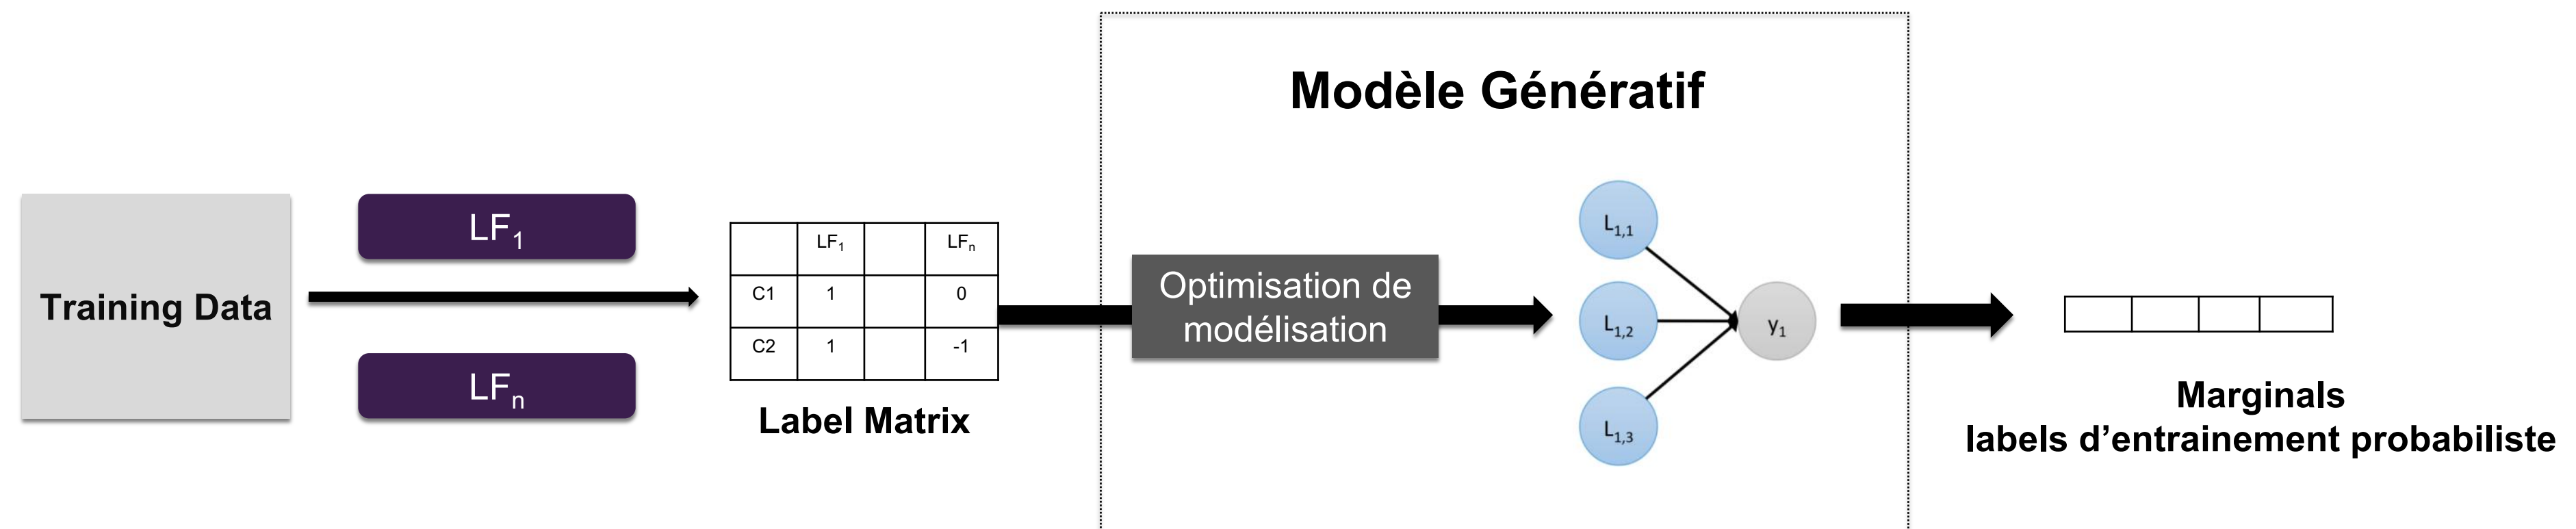 Modèle Génératif
Training Data
LF₁
LFₙ
LF₁ LFₙ
C1 1 0
C2 1 -1
Label Matrix
Optimisation de
modélisation
L₁,₁
L₁,₂
L₁,₃
y₁
Marginals
labels d’entrainement probabiliste